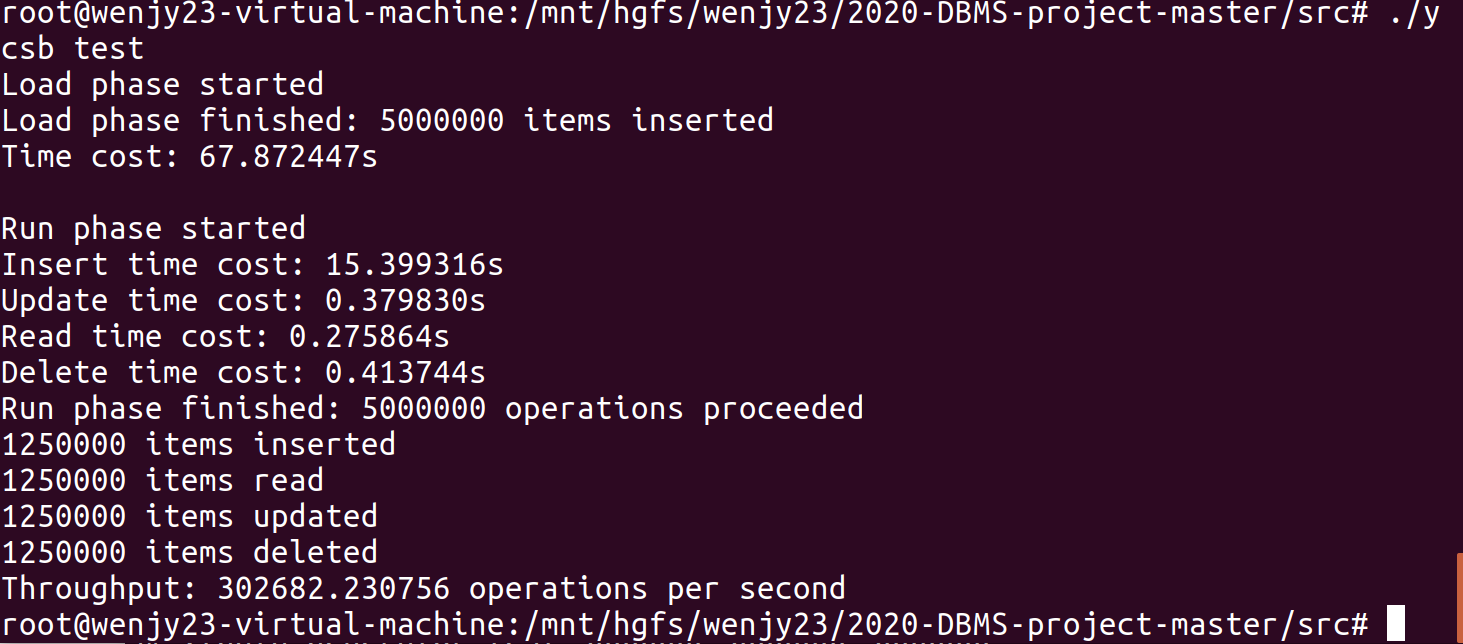 root@wenjy23-virtual-machine:/mnt/hgfs/wenjy23/2020-DBMS-project-master/src# ./y
csb test
Load phase started
Load phase finished: 5000000 items inserted
Time cost: 67.872447s
Run phase started
Insert time cost: 15.399316s
Update time cost: 0.379830s
Read time cost: 0.275864s
Delete time cost: 0.413744s
Run phase finished: 5000000 operations proceeded
1250000 items inserted
1250000 items read
1250000 items updated
1250000 items deleted
Throughput: 302682.230756 operations per second
root@wenjy23-virtual-machine:/mnt/hgfs/wenjy23/2020-DBMS-project-master/src#